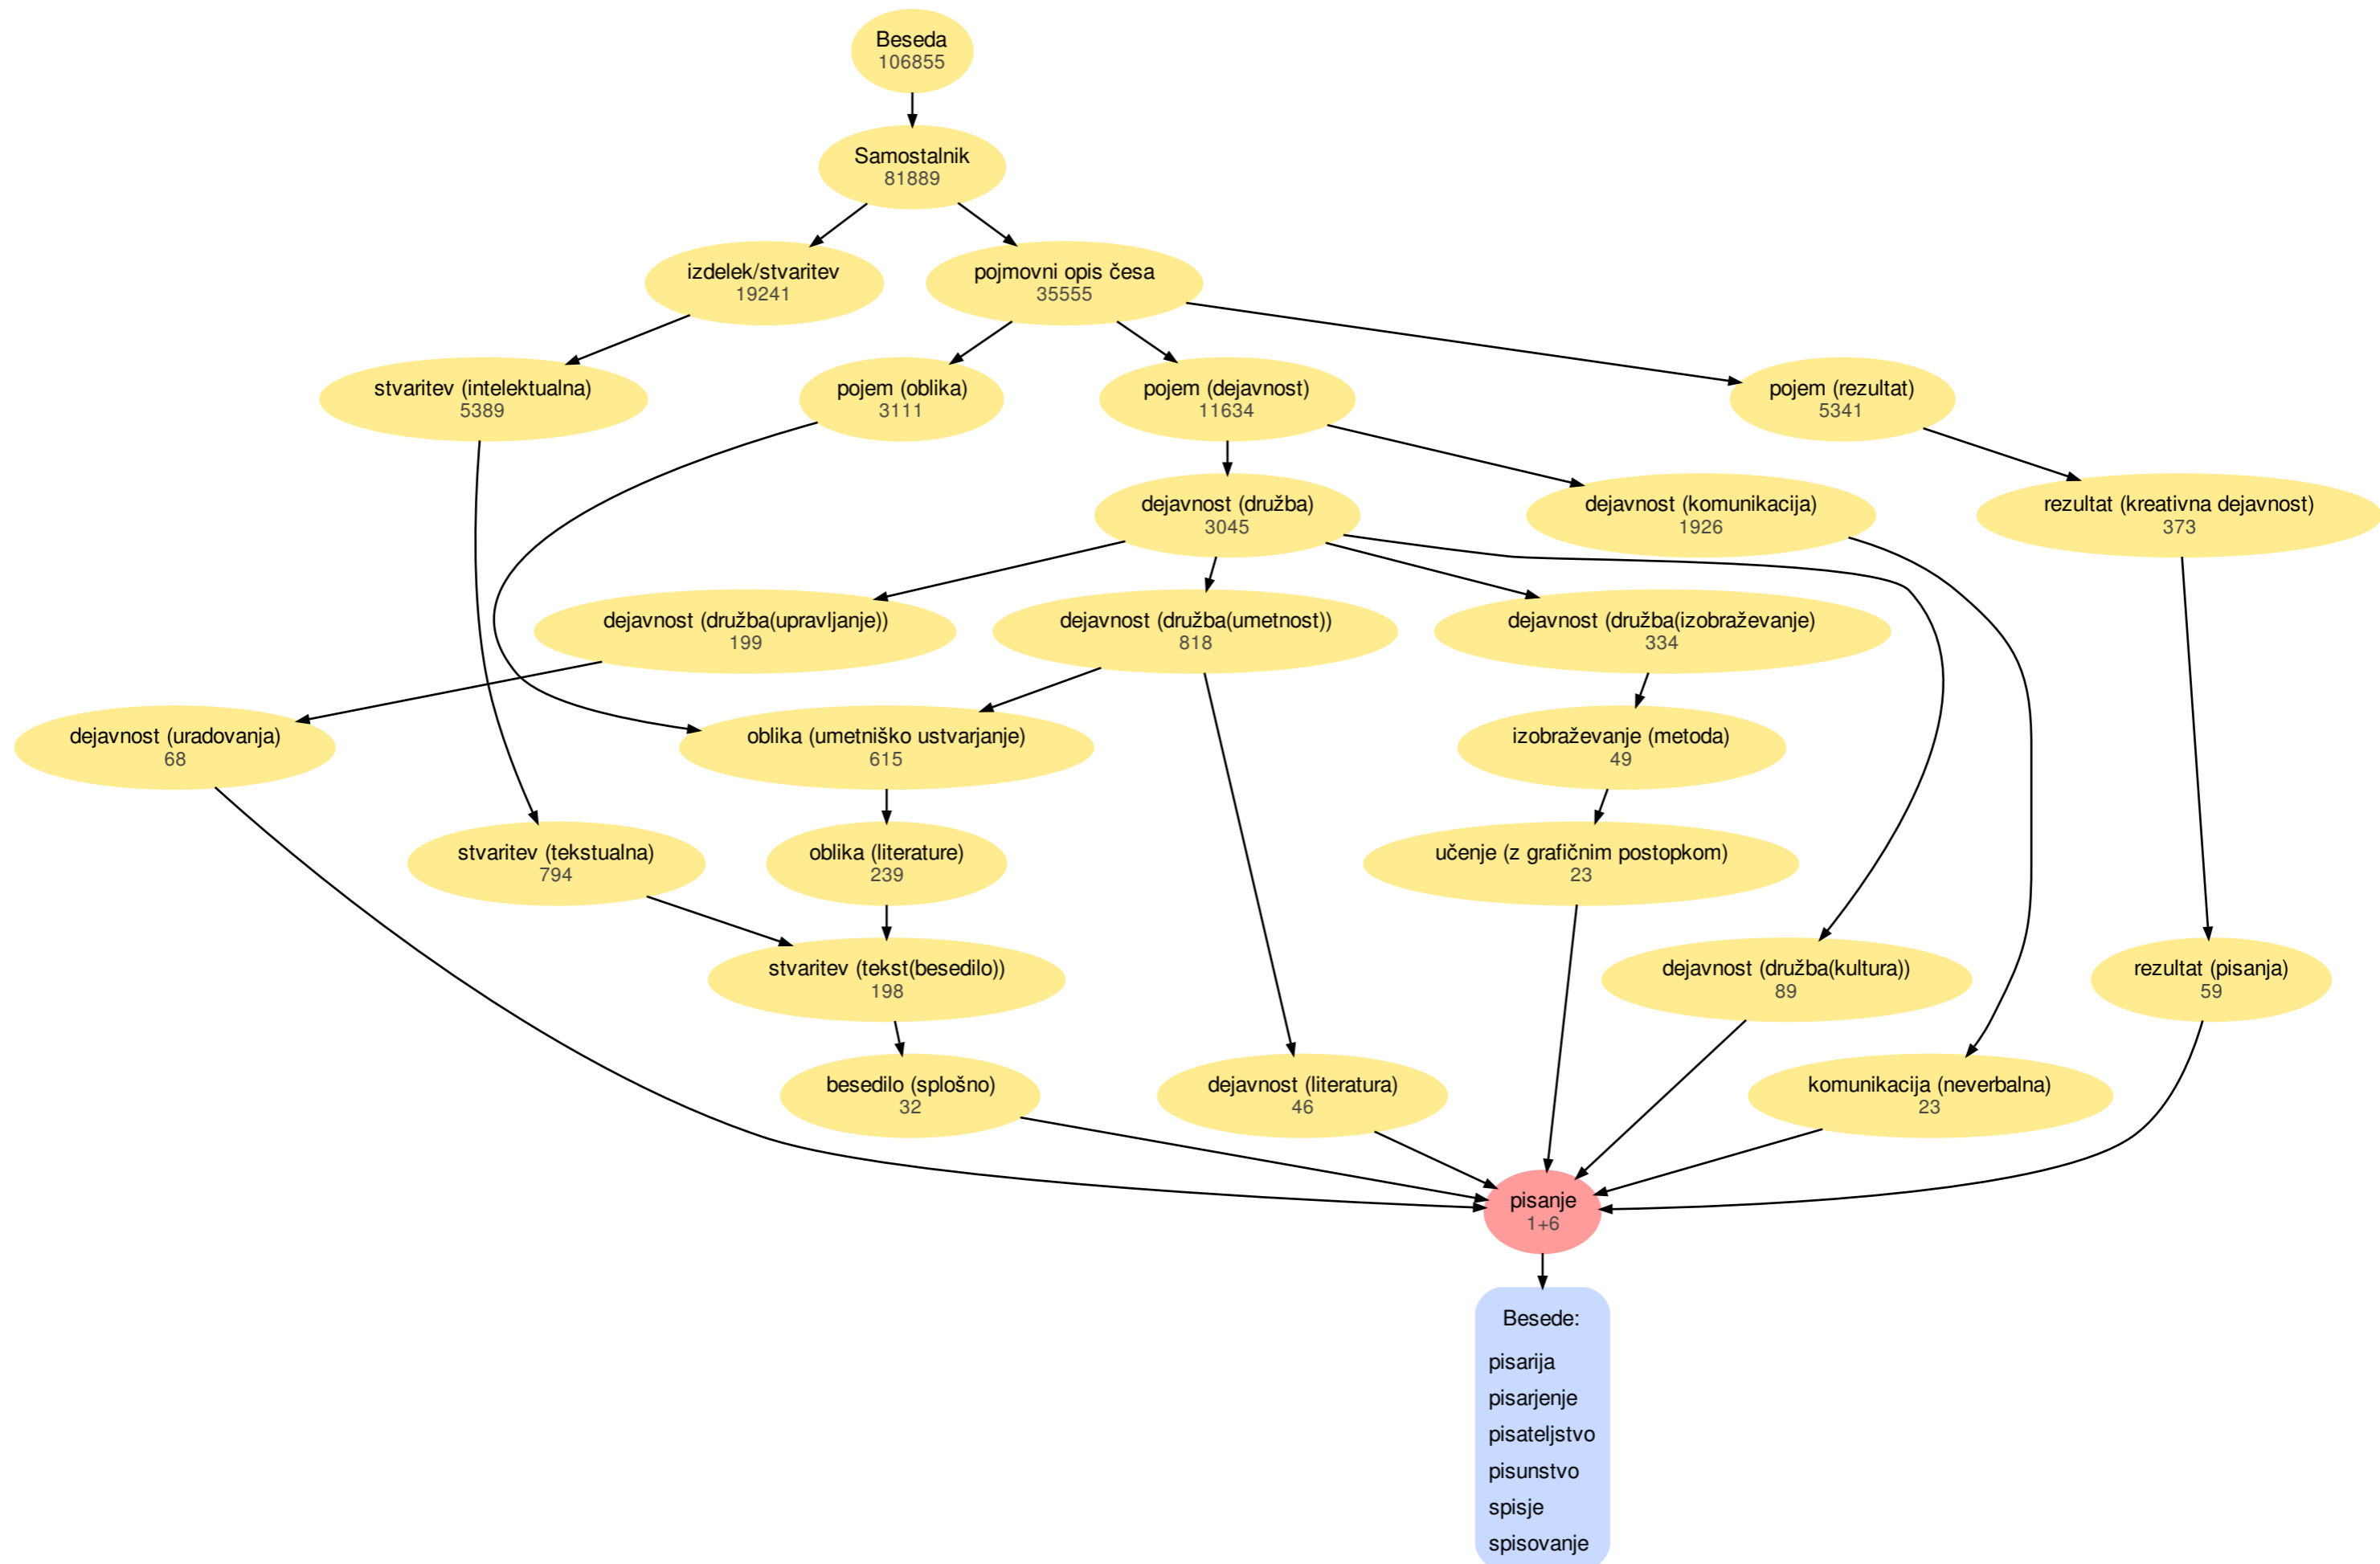 Beseda
106855
Samostalnik
81889
izdelek/stvaritev
19241
pojmovni opis česa
35555
stvaritev (intelektualna)
5389
pojem (oblika)
3111
pojem (dejavnost)
11634
pojem (rezultat)
5341
dejavnost (družba)
3045
dejavnost (komunikacija)
1926
rezultat (kreativna dejavnost)
373
dejavnost (družba(upravljanje))
199
dejavnost (družba(umetnost))
818
dejavnost (družba(izobraževanje)
334
dejavnost (uradovanja)
68
oblika (umetniško ustvarjanje)
615
izobraževanje (metoda)
49
stvaritev (tekstualna)
794
oblika (literature)
239
učenje (z grafičnim postopkom)
23
stvaritev (tekst(besedilo))
198
dejavnost (družba(kultura))
89
rezultat (pisanja)
59
besedilo (splošno)
32
dejavnost (literatura)
46
komunikacija (neverbalna)
23
pisanje
1+6
Besede:
pisarija
pisarjenje
pisateljstvo
pisunstvo
spisje
spisovanje